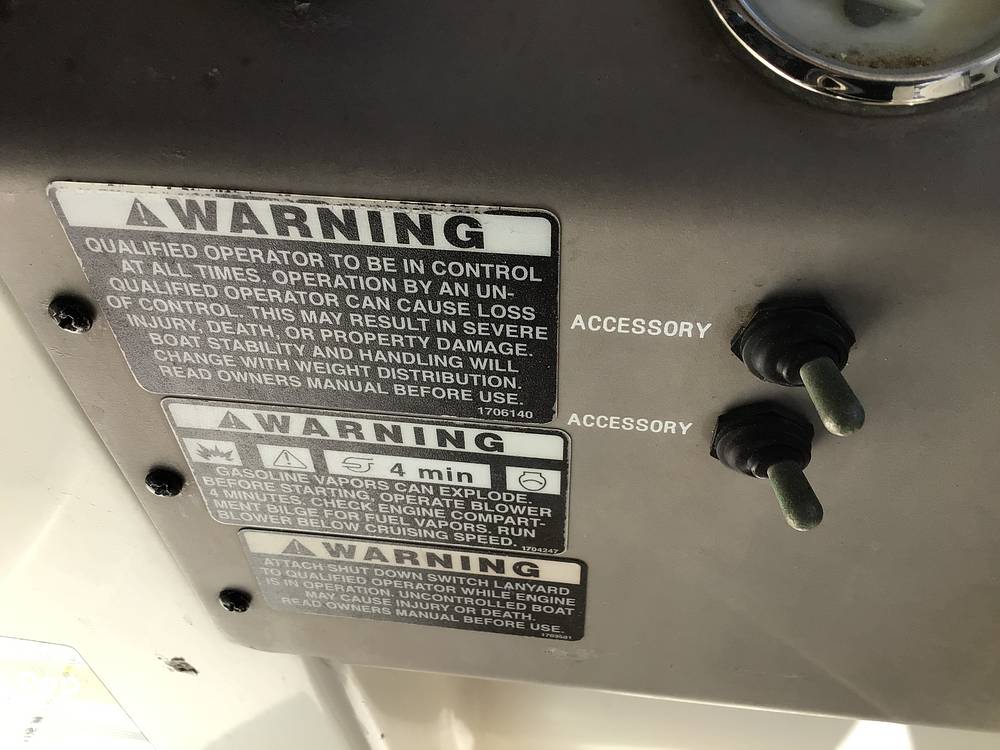 WARNING
QUALIFIED OPERATOR TO BE IN CONTROL
AT ALL TIMES. OPERATION BY AN UN-
QUALIFIED OPERATOR CAN CAUSE LOSS
OF CONTROL. THIS MAY RESULT IN SEVERE
INJURY, DEATH, OR PROPERTY DAMAGE.
BOAT STABILITY AND HANDLING WILL
CHANGE WITH WEIGHT DISTRIBUTION.
READ OWNERS MANUAL BEFORE USE.
1706140
ACCESSORY
ACCESSORY
WARNING
4 min
GASOLINE VAPORS CAN EXPLODE.
BEFORE STARTING, OPERATE BLOWER
4 MINUTES, CHECK ENGINE COMPART-
MENT BILGE FOR FUEL VAPORS. RUN
BLOWER BELOW CRUISING SPEED.
1704247
WARNING
ATTACH SHUT DOWN SWITCH LANYARD
TO QUALIFIED OPERATOR WHILE ENGINE
IS IN OPERATION. UNCONTROLLED BOAT
MAY CAUSE INJURY OR DEATH.
READ OWNERS MANUAL BEFORE USE.